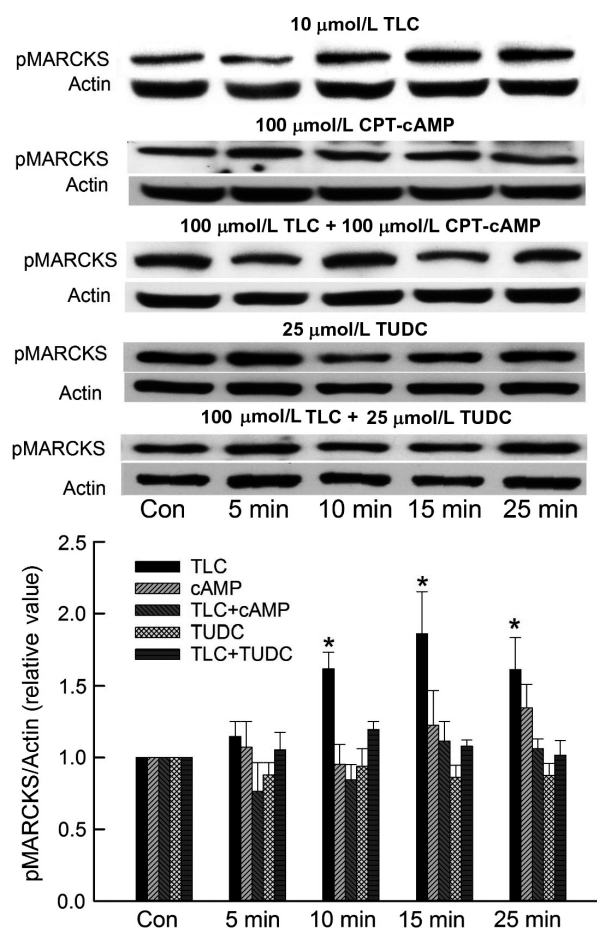 10 μmol/L TLC
pMARCKS
Actin
100 μmol/L CPT-cAMP
pMARCKS
Actin
100 μmol/L TLC + 100 μmol/L CPT-cAMP
pMARCKS
Actin
25 μmol/L TUDC
pMARCKS
Actin
100 μmol/L TLC + 25 μmol/L TUDC
pMARCKS
Actin
Con 5 min 10 min 15 min 25 min
pMARCKS/Actin (relative value)
2.5
2.0
1.5
1.0
0.5
0.0
TLC
cAMP
TLC+cAMP
TUDC
TLC+TUDC
* * *
Con 5 min 10 min 15 min 25 min